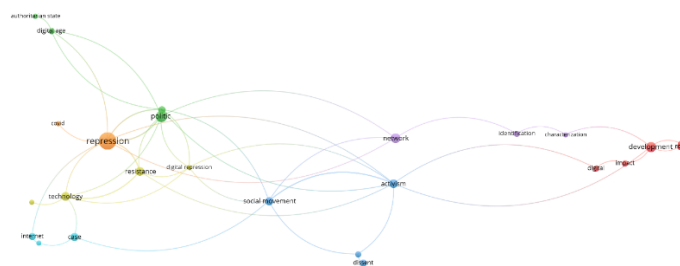 authoritarian state
digital age
politic
covid
repression
network
identification
characterization
development
resistance
digital repression
digital
impact
technology
social movement
activism
internet
case
dissent